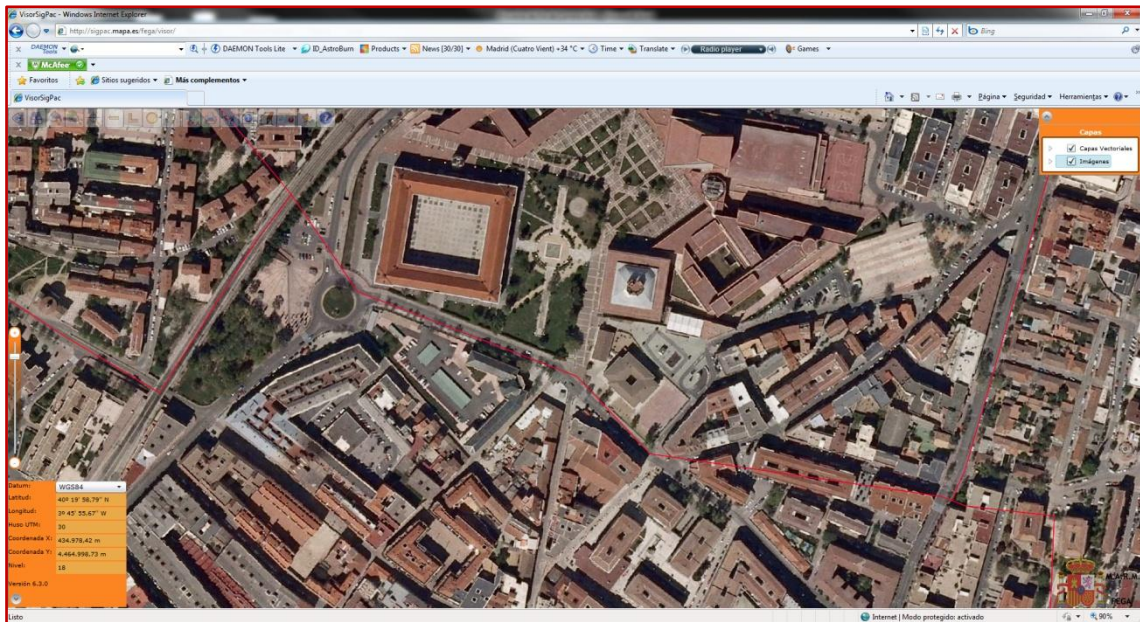 VisorSigPac - Windows Internet Explorer
http://sigpac.mapa.es/fega/visor/
Bing
x DAEMON Tools DAEMON Tools Lite ID_AstroBurn Products News [30/30] Madrid (Cuatro Vient) +34 °C Time Translate Radio player Games
x McAfee
Favoritos Sitios sugeridos Más complementos
VisorSigPac
Página Seguridad Herramientas
Capas
Capas Vectoriales
Imágenes
Datum: WGS84
Latitud: 40º 19' 58,79'' N
Longitud: 3º 45' 55.67'' W
Huso UTM: 30
Coordenada X: 434.978,42 m
Coordenada Y: 4.464.998,73 m
Nivel: 18
Versión 6.3.0
M.A.R.M
FEGA
Listo
Internet | Modo protegido: activado
90%